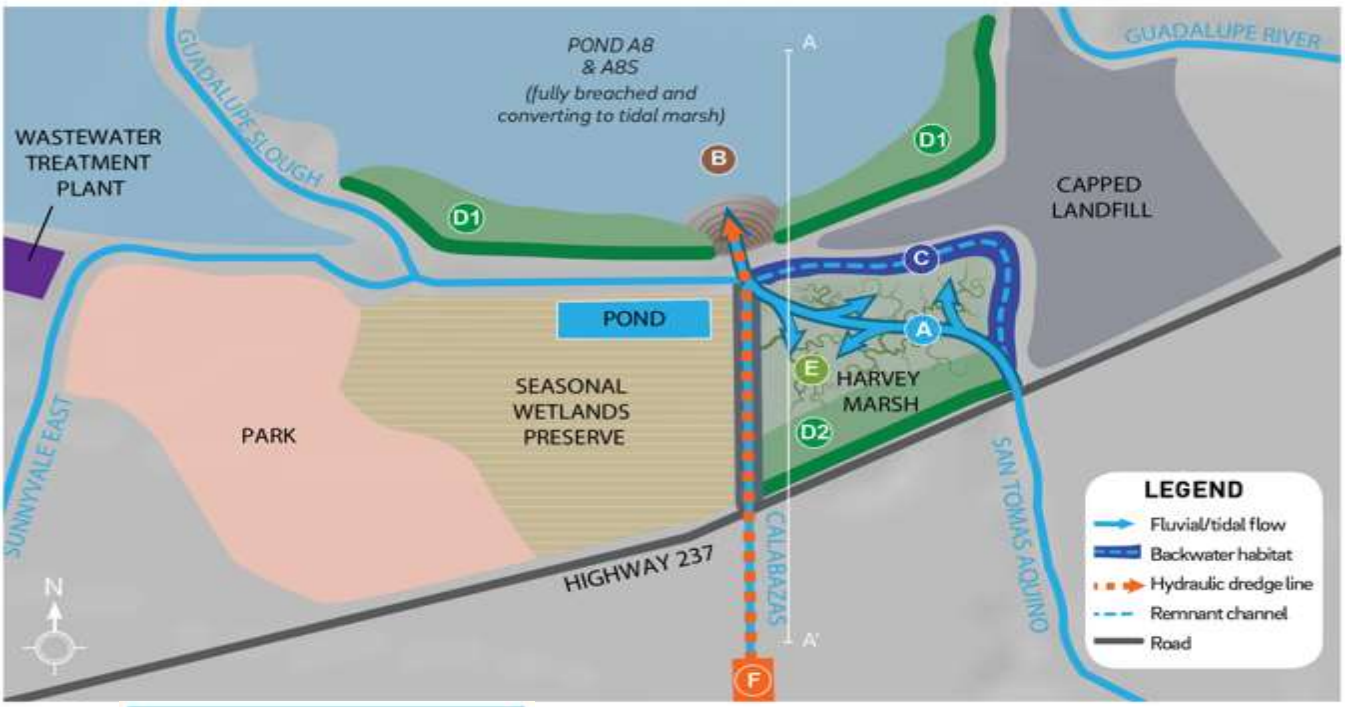 POND A8
& A8S
(fully breached and
converting to tidal marsh)
A
GUADALUPE RIVER
GUADALUPE SLOUGH
WASTEWATER
TREATMENT
PLANT
B
D1
D1
CAPPED
LANDFILL
C
POND
A
E
HARVEY
MARSH
SEASONAL
WETLANDS
PRESERVE
PARK
D2
SUNNYVALE EAST
CALABAZAS
SAN TOMAS AQUINO
HIGHWAY 237
N
A'
F
LEGEND
Fluvial/tidal flow
Backwater habitat
Hydraulic dredge line
Remnant channel
Road